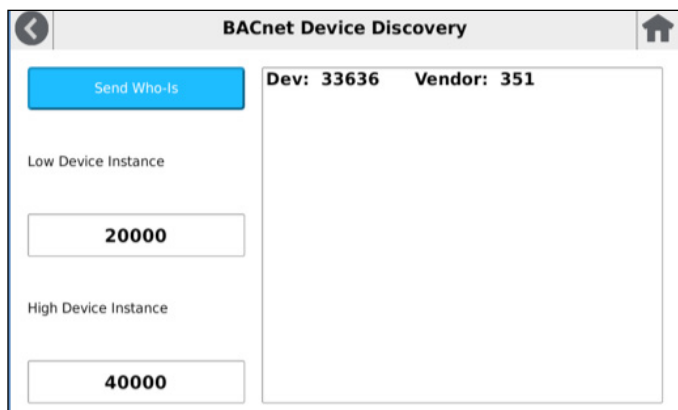 BACnet Device Discovery
Send Who-Is
Low Device Instance
20000
High Device Instance
40000
Dev: 33636 Vendor: 351